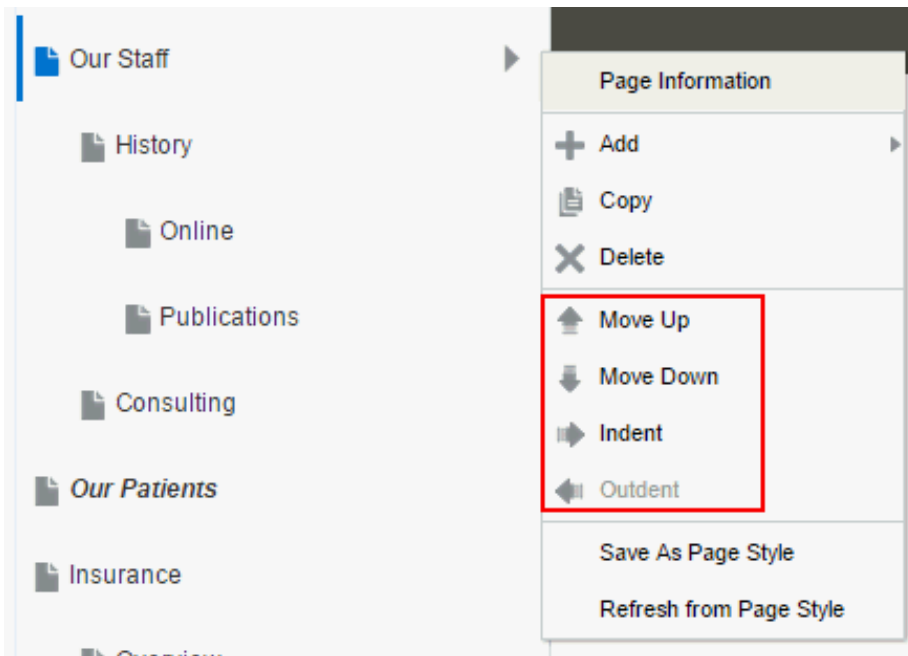 Our Staff
History
Online
Publications
Consulting
Our Patients
Insurance
Overview
Page Information
Add
Copy
Delete
Move Up
Move Down
Indent
Outdent
Save As Page Style
Refresh from Page Style